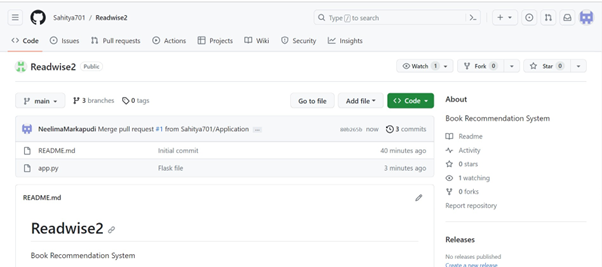 Sahitya701 / Readwise2
Type / to search
Code Issues Pull requests Actions Projects Wiki Security Insights
Readwise2 Public
Watch 1 Fork 0 Star 0
main 3 branches 0 tags Go to file Add file Code
NeelimaMarkapudi Merge pull request #1 from Sahitya701/Application ... now 3 commits
README.md Initial commit 40 minutes ago
app.py Flask file 3 minutes ago
README.md
Readwise2
Book Recommendation System
About
Book Recommendation System
Readme
Activity
0 stars
1 watching
0 forks
Report repository
Releases
No releases published
Create a new release